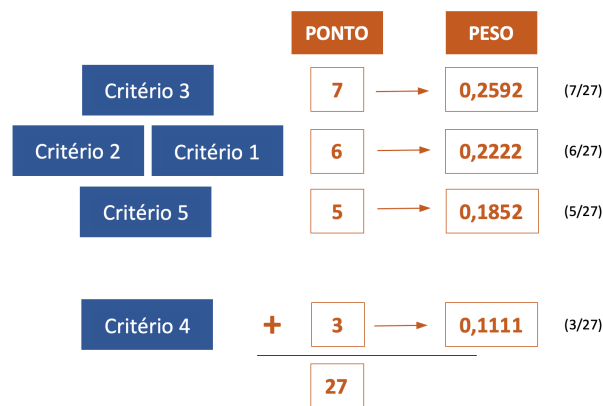 PONTO PESO
Critério 3 7 0,2592 (7/27)
Critério 2 Critério 1 6 0,2222 (6/27)
Critério 5 5 0,1852 (5/27)
Critério 4 + 3 0,1111 (3/27)
27